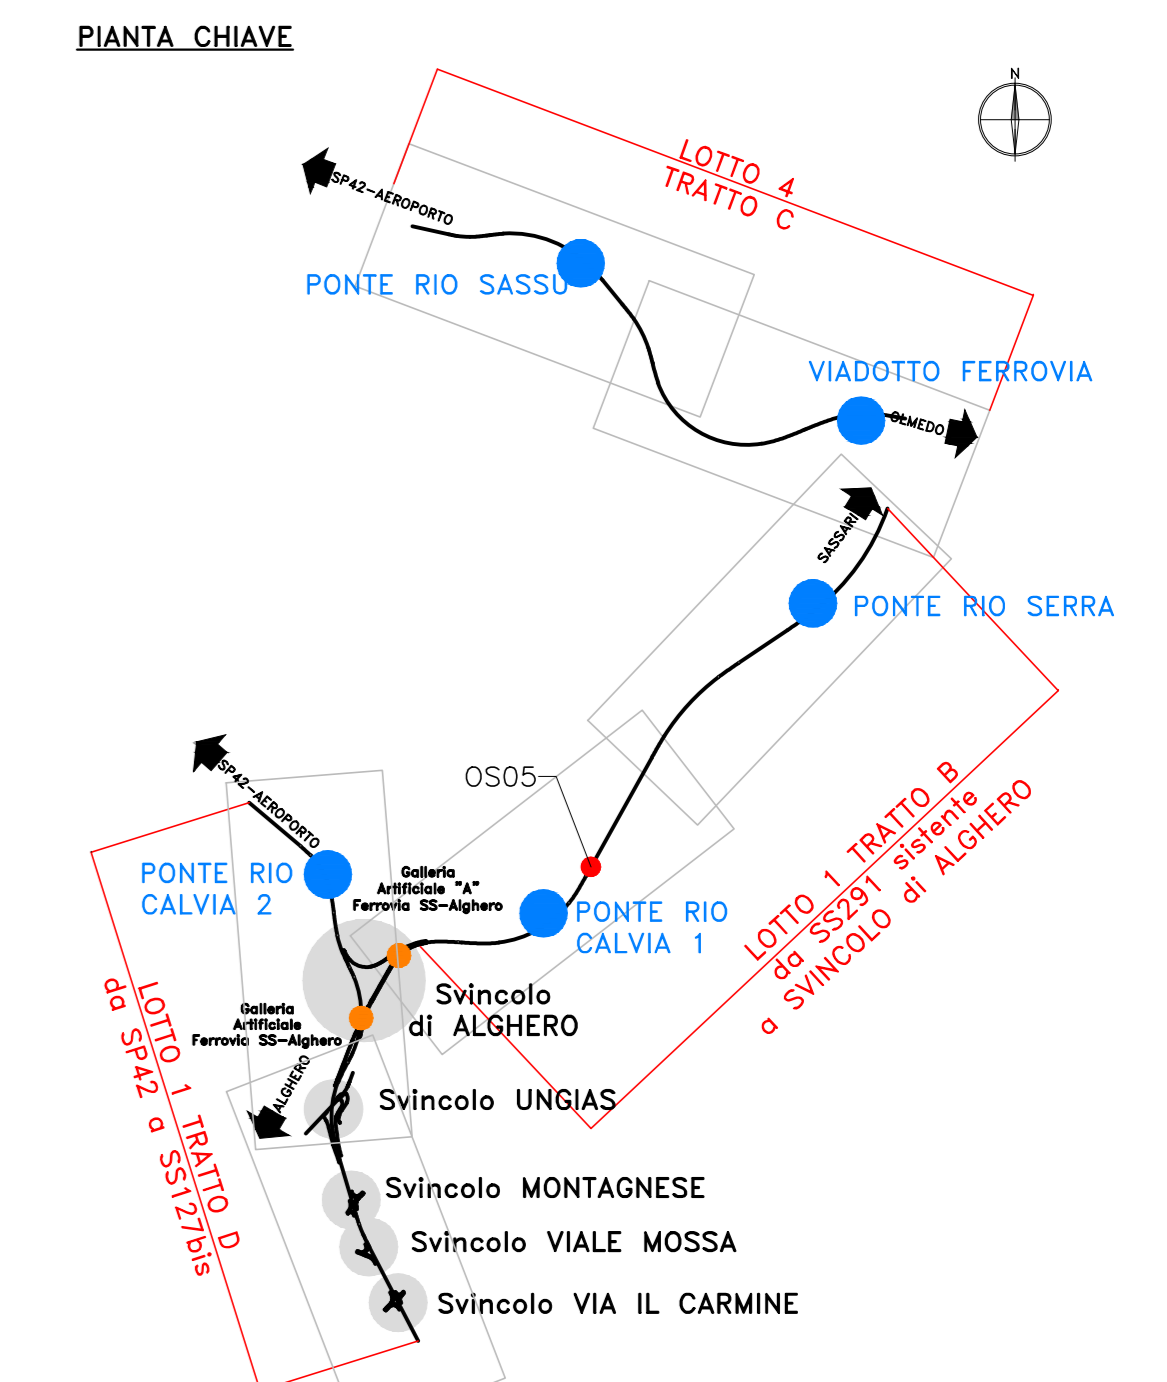 PIANTA CHIAVE
N
LOTTO 4
TRATTO C
SP42-AEROPORTO
PONTE RIO SASSU
VIADOTTO FERROVIA
OLMEDO
SASSARI
PONTE RIO SERRA
OS05
LOTTO 1 TRATTO B
da SS291 sistente
a SVINCOLO di ALGHERO
SP42-AEROPORTO
PONTE RIO
CALVIA 2
Galleria
Artificiale "A"
Ferrovia SS-Alghero
PONTE RIO
CALVIA 1
Svincolo
di ALGHERO
Galleria
Artificiale
Ferrovia SS-Alghero
ALGHERO
LOTTO 1 TRATTO D
da SP42 a SS127bis
Svincolo UNGIAS
Svincolo MONTAGNESE
Svincolo VIALE MOSSA
Svincolo VIA IL CARMINE